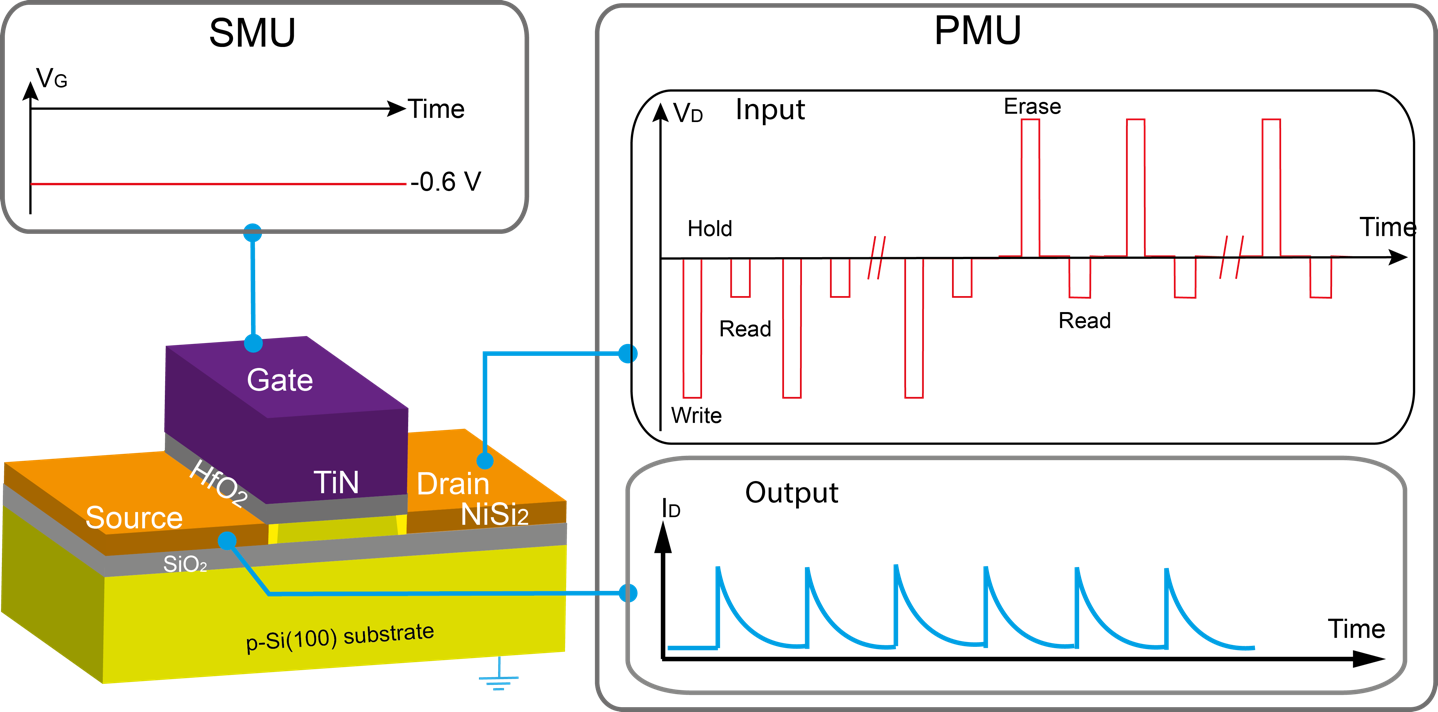 SMU
VG
Time
-0.6 V
PMU
VD
Input
Erase
Hold
Time
Read
Read
Write
Gate
HfO2
TiN
Drain
NiSi2
Source
SiO2
p-Si(100) substrate
Output
ID
Time